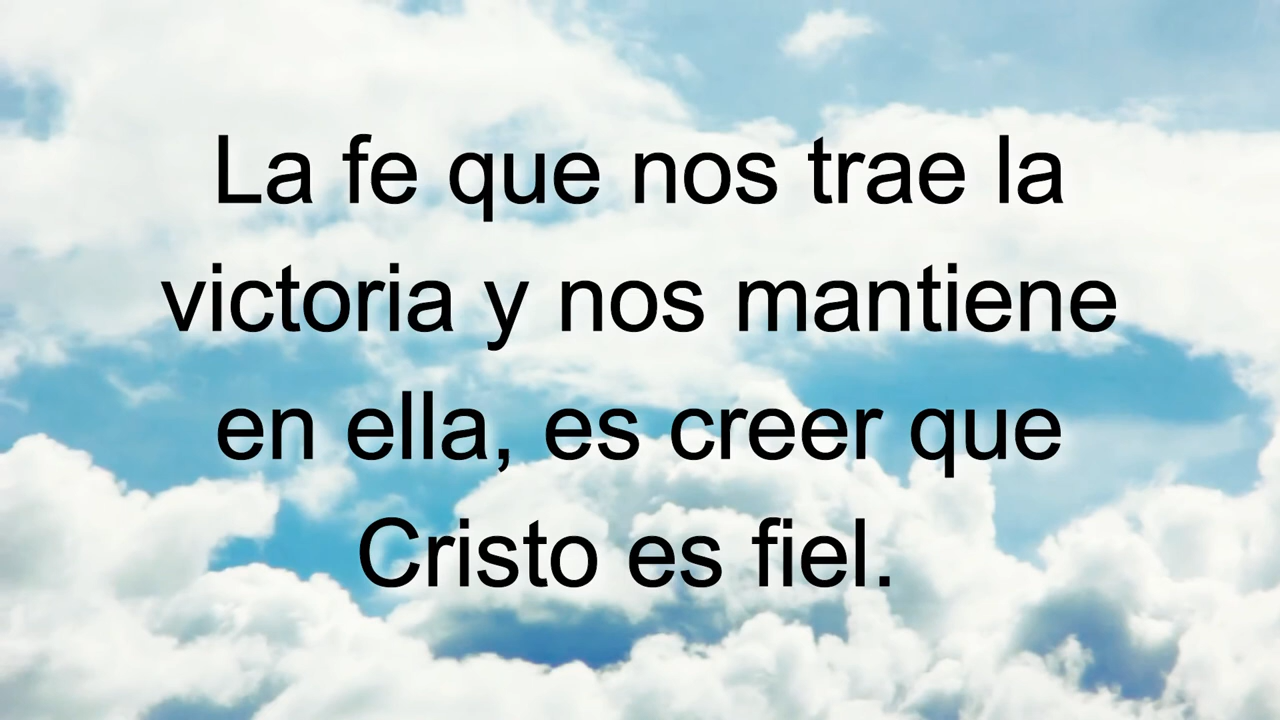 La fe que nos trae la
victoria y nos mantiene
en ella, es creer que
Cristo es fiel.